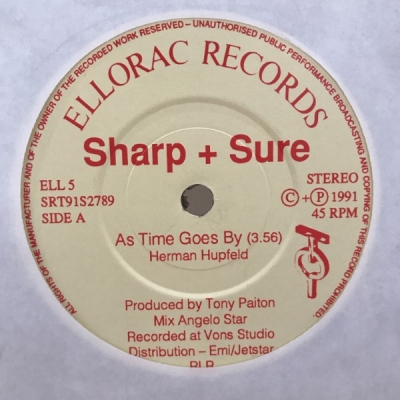 ALL RIGHTS OF THE MANUFACTURER AND OF THE OWNER OF THE RECORDED WORK RESERVED – UNAUTHORISED PUBLIC PERFORMANCE BROADCASTING AND COPYING OF THIS RECORD PROHIBITED.
ELLORAC RECORDS
Sharp + Sure
ELL 5
SRT91S2789
SIDE A
STEREO
©+℗ 1991
45 RPM
As Time Goes By (3.56)
Herman Hupfeld
Produced by Tony Paiton
Mix Angelo Star
Recorded at Vons Studio
Distribution – Emi/Jetstar